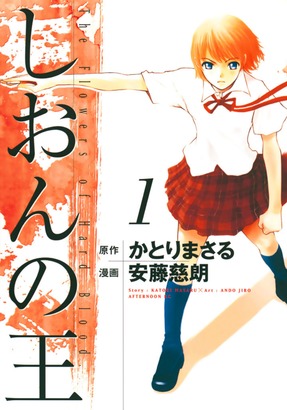 しおんの王
The Flowers of Hard Blood
1
原作 かとりまさる
漫画 安藤慈朗
Story : KATORI MASARU × Art : ANDO JIRO
AFTERNOON KC